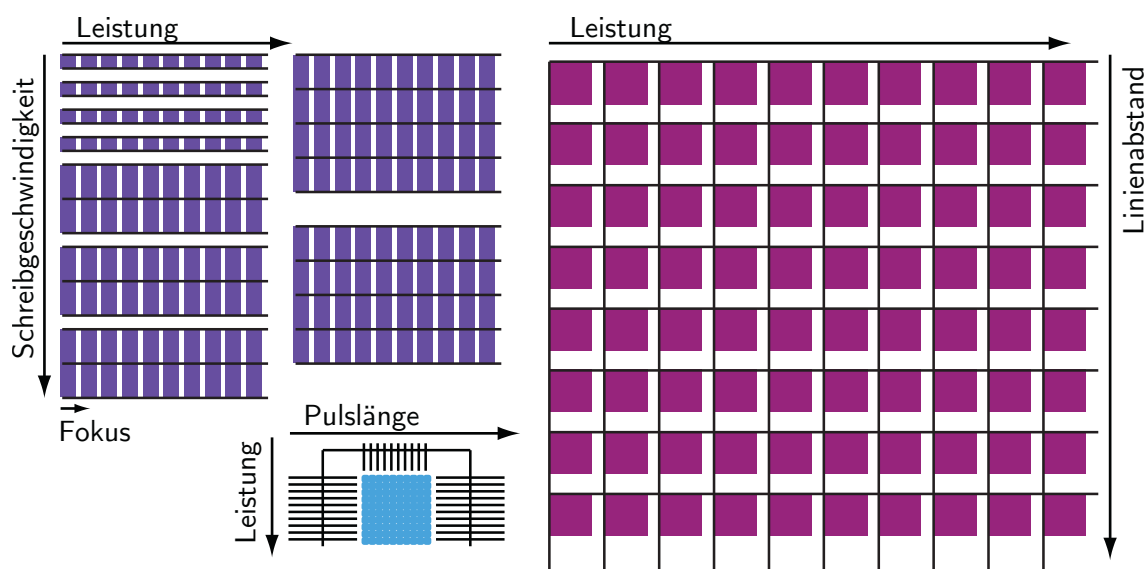 Leistung
Leistung
Schreibgeschwindigkeit
Linienabstand
Fokus
Pulslänge
Leistung